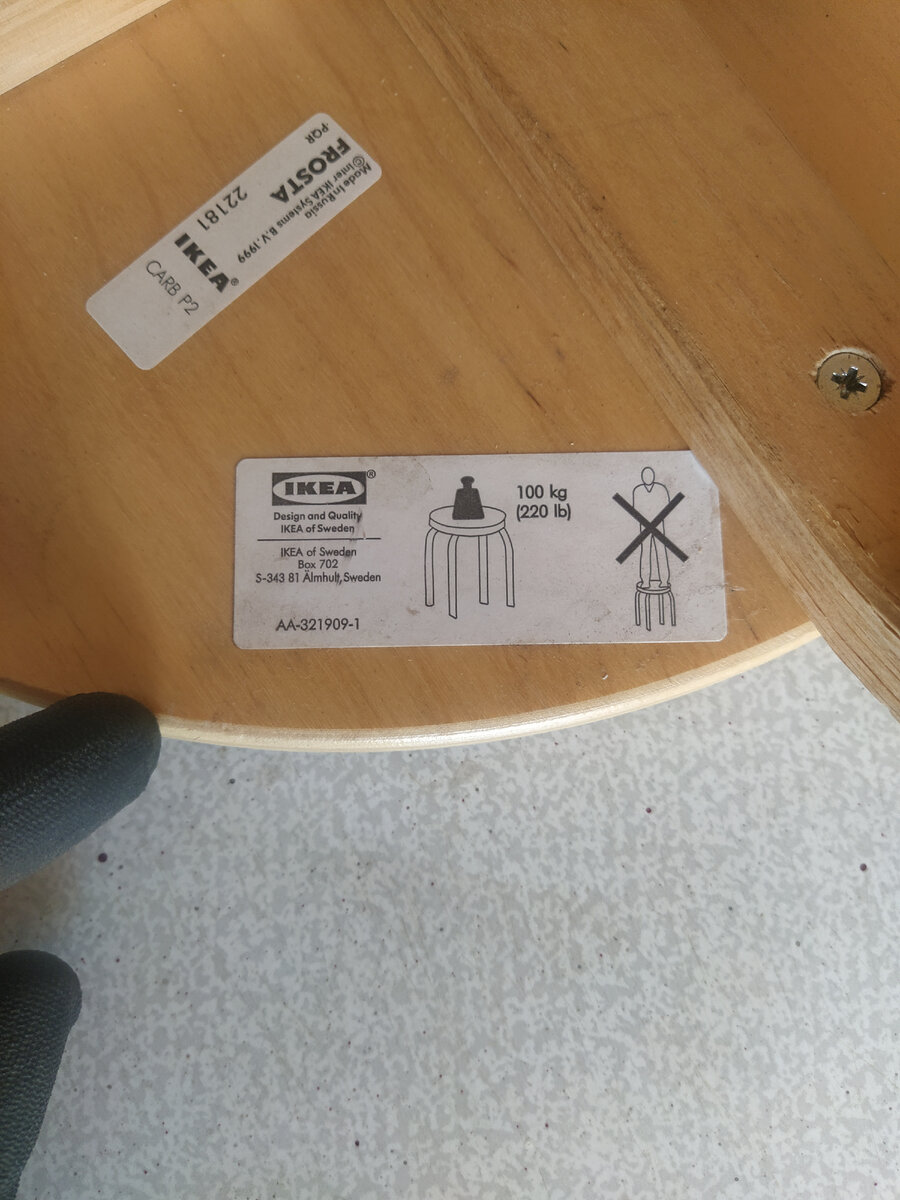 PQR
FROSTA
Made in Russia
©Inter IKEA Systems B.V.1999
22181
IKEA®
CARB P2
IKEA®
Design and Quality
IKEA of Sweden
IKEA of Sweden
Box 702
S-343 81 Älmhult,Sweden
AA-321909-1
100 kg
(220 lb)